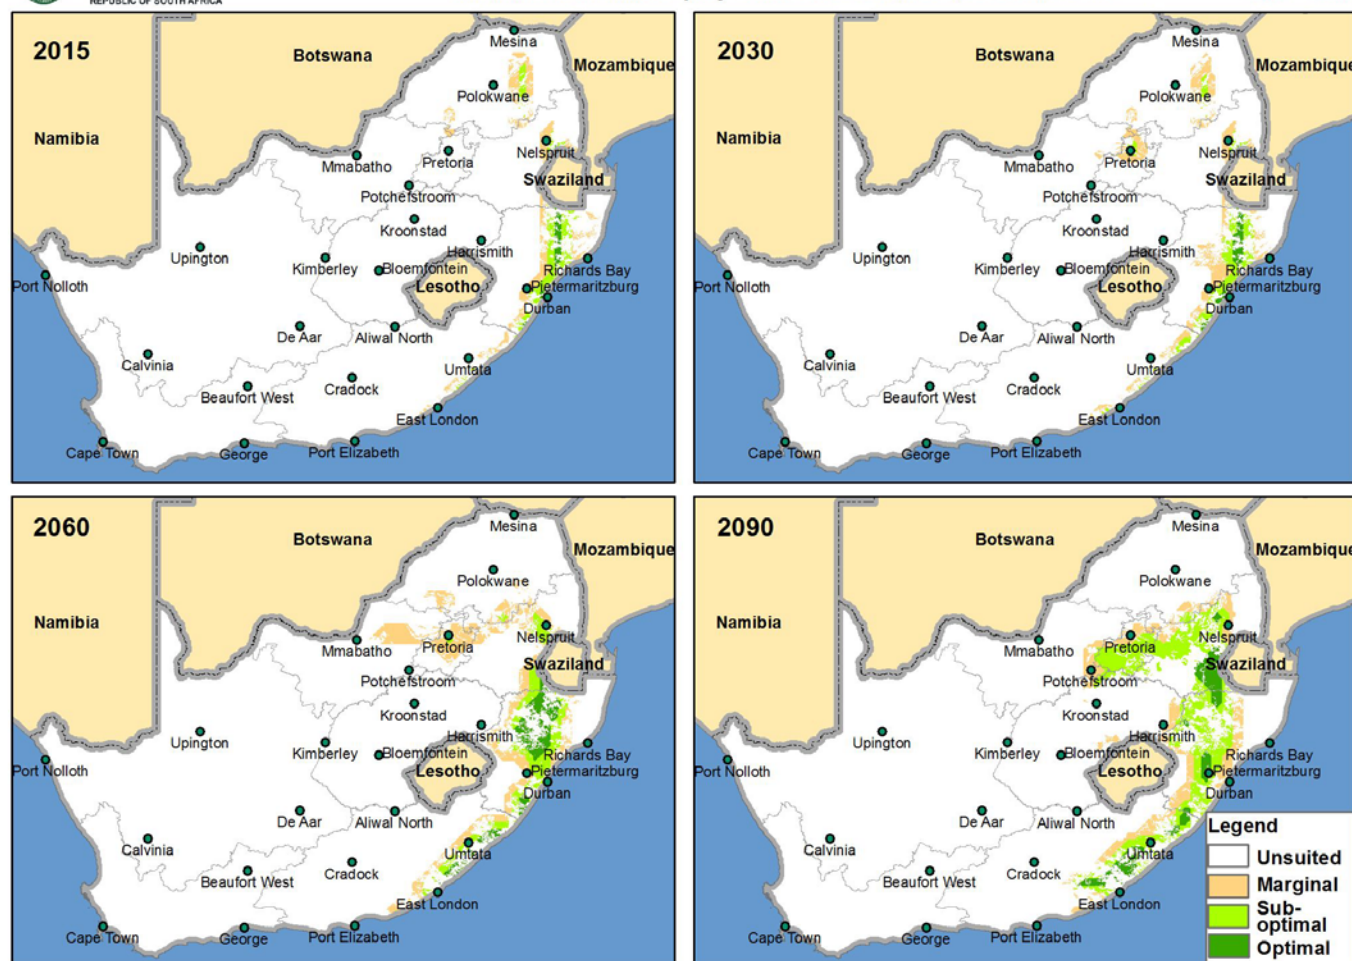 REPUBLIC OF SOUTH AFRICA
2015
Botswana
Mesina
Mozambique
Polokwane
Namibia
Nelspruit
Mmabatho
Pretoria
Swaziland
Potchefstroom
Kroonstad
Harrismith
Upington
Kimberley
Bloemfontein
Richards Bay
Port Nolloth
Lesotho
Pietermaritzburg
Durban
De Aar
Aliwal North
Calvinia
Umtata
Beaufort West
Cradock
East London
Cape Town
George
Port Elizabeth
2030
Botswana
Mesina
Mozambique
Polokwane
Namibia
Nelspruit
Mmabatho
Pretoria
Swaziland
Potchefstroom
Kroonstad
Harrismith
Upington
Kimberley
Bloemfontein
Richards Bay
Port Nolloth
Lesotho
Pietermaritzburg
Durban
De Aar
Aliwal North
Calvinia
Umtata
Beaufort West
Cradock
East London
Cape Town
George
Port Elizabeth
2060
Botswana
Mesina
Mozambique
Polokwane
Namibia
Nelspruit
Mmabatho
Pretoria
Swaziland
Potchefstroom
Kroonstad
Harrismith
Upington
Kimberley
Bloemfontein
Richards Bay
Port Nolloth
Lesotho
Pietermaritzburg
Durban
De Aar
Aliwal North
Calvinia
Umtata
Beaufort West
Cradock
East London
Cape Town
George
Port Elizabeth
2090
Botswana
Mesina
Mozambique
Polokwane
Namibia
Nelspruit
Mmabatho
Pretoria
Swaziland
Potchefstroom
Kroonstad
Harrismith
Upington
Kimberley
Bloemfontein
Richards Bay
Port Nolloth
Lesotho
Pietermaritzburg
Durban
De Aar
Aliwal North
Calvinia
Umtata
Beaufort West
Cradock
East London
Cape Town
George
Port Elizabeth
Legend
Unsuited
Marginal
Sub-
optimal
Optimal